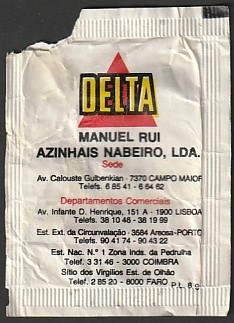 DELTA
MANUEL RUI
AZINHAIS NABEIRO, LDA.
Sede
Av. Calouste Gulbenkian - 7370 CAMPO MAIOR
Telefs. 6 85 41 - 6 64 62
Departamentos Comerciais
Av. Infante D. Henrique, 151 A - 1900 LISBOA
Telefs. 38 10 46 - 38 19 99
Est. Ext. da Circunvalação - 3584 Areosa-PORTO
Telefs. 90 41 74 - 90 43 22
Est. Nac. N.º 1 Zona Inds. da Pedrulha
Telef. 3 31 46 - 3000 COIMBRA
Sítio dos Virgílios Est. de Olhão
Telef. 2 85 20 - 8000 FARO
P.L. 8 g